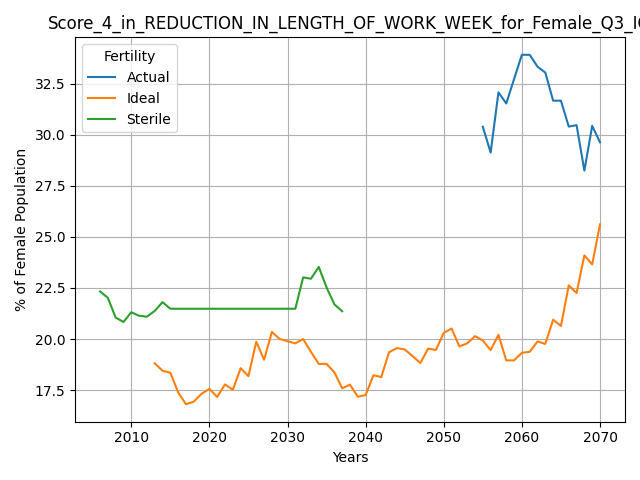 Score_4_in_REDUCTION_IN_LENGTH_OF_WORK_WEEK_for_Female_Q3_I
Fertility
Actual
Ideal
Sterile
% of Female Population
32.5
30.0
27.5
25.0
22.5
20.0
17.5
2010 2020 2030 2040 2050 2060 2070
Years